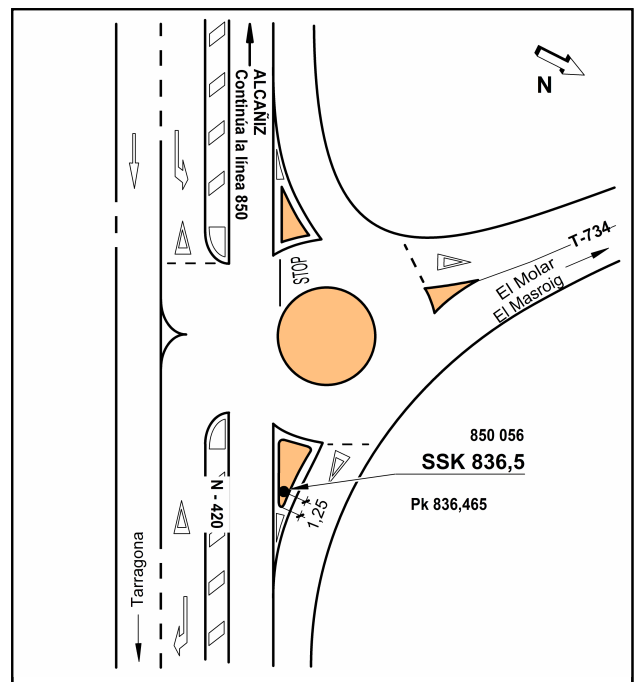 N
ALCAÑIZ
Continúa la línea 850
STOP
T-734
El Molar
El Masroig
850 056
SSK 836,5
Pk 836,465
1,25
N - 420
Tarragona